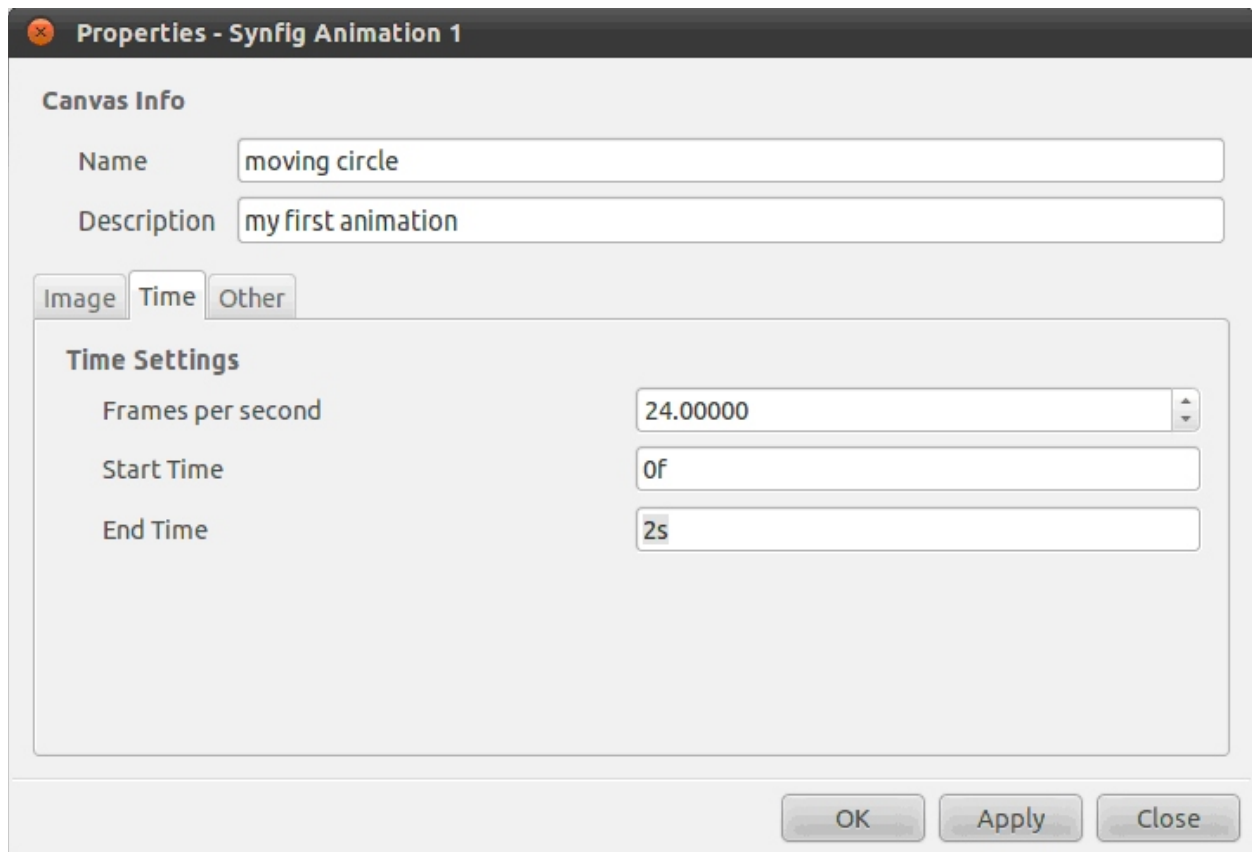 Properties - Synfig Animation 1
Canvas Info
Name moving circle
Description my first animation
Image Time Other
Time Settings
Frames per second 24.00000
Start Time 0f
End Time 2s
OK Apply Close